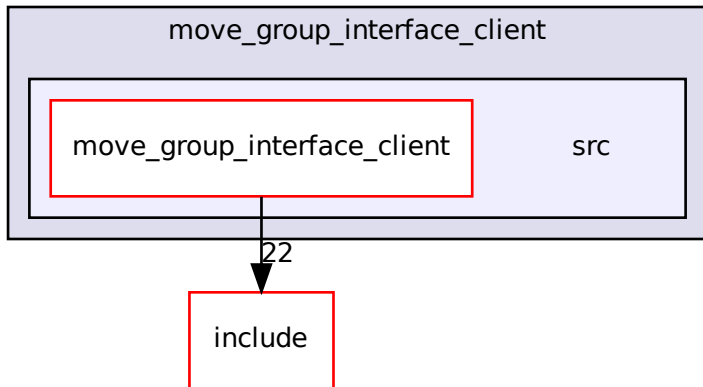 move_group_interface_client
move_group_interface_client
src
22
include